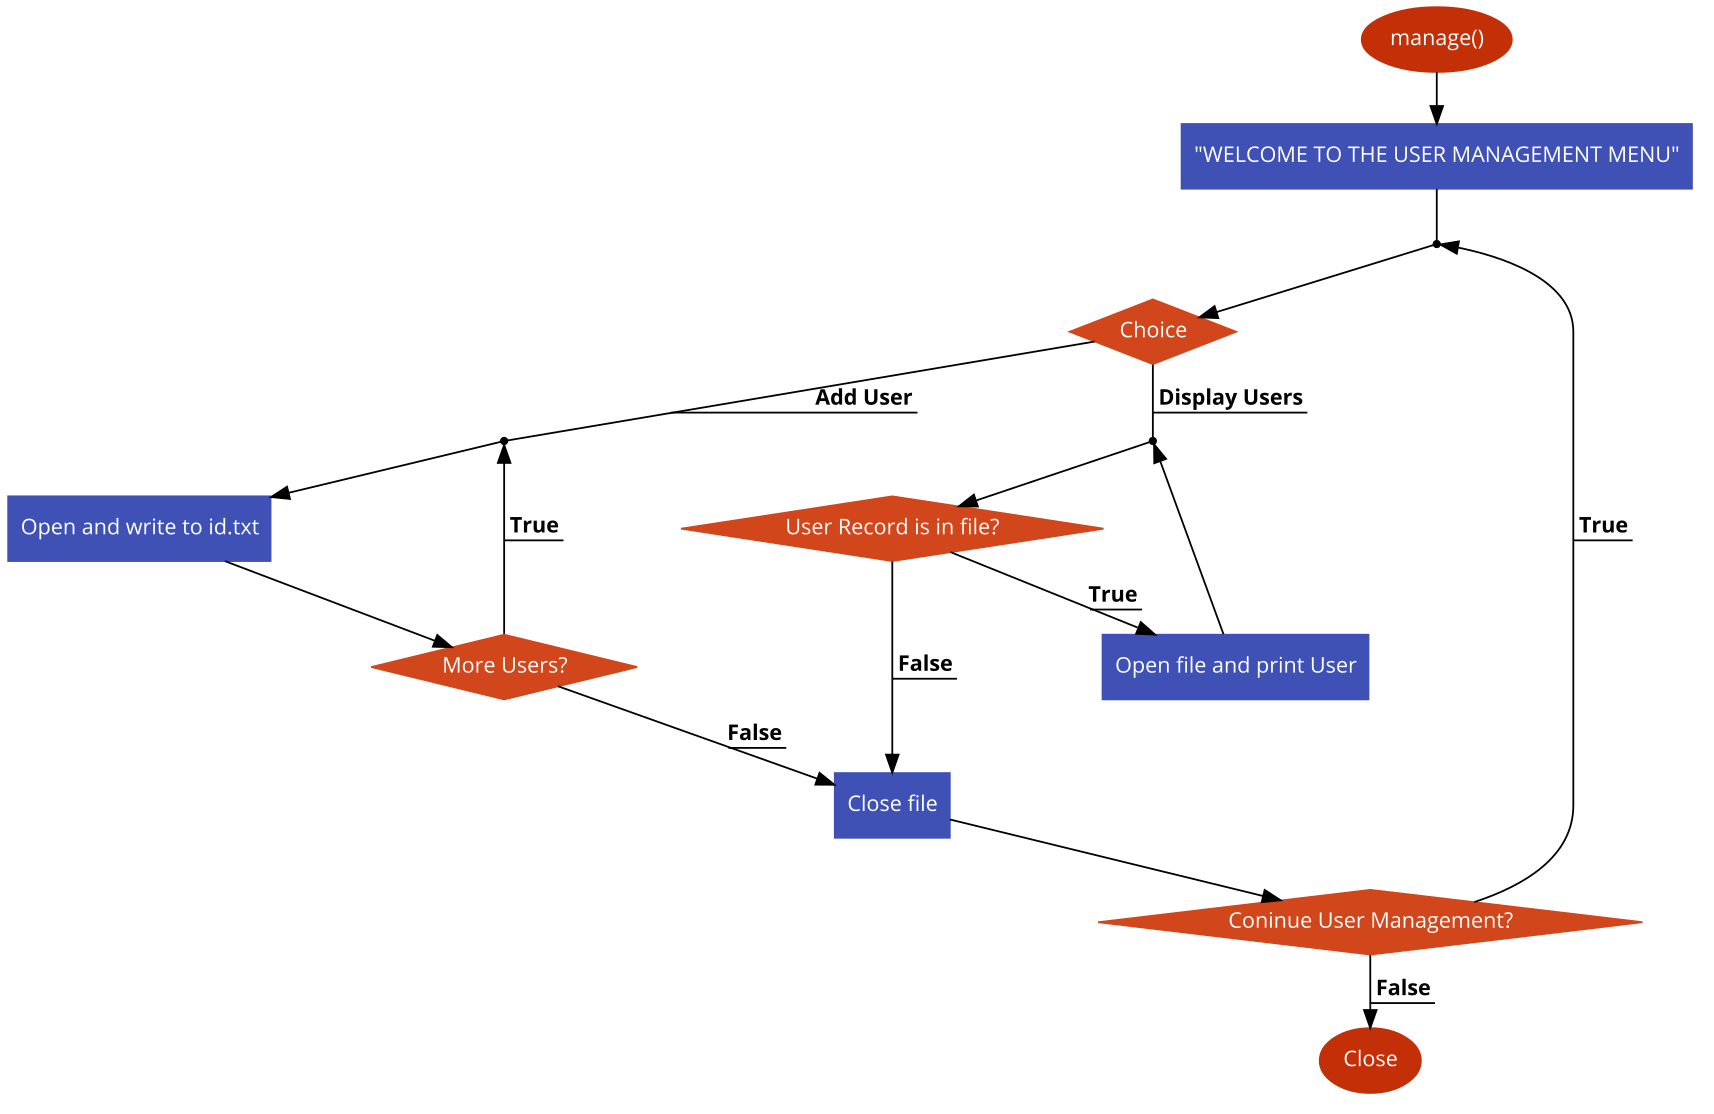 manage()
"WELCOME TO THE USER MANAGEMENT MENU"
Choice
Add User
Display Users
Open and write to id.txt
True
User Record is in file?
True
True
More Users?
False
Open file and print User
False
Close file
Coninue User Management?
False
Close